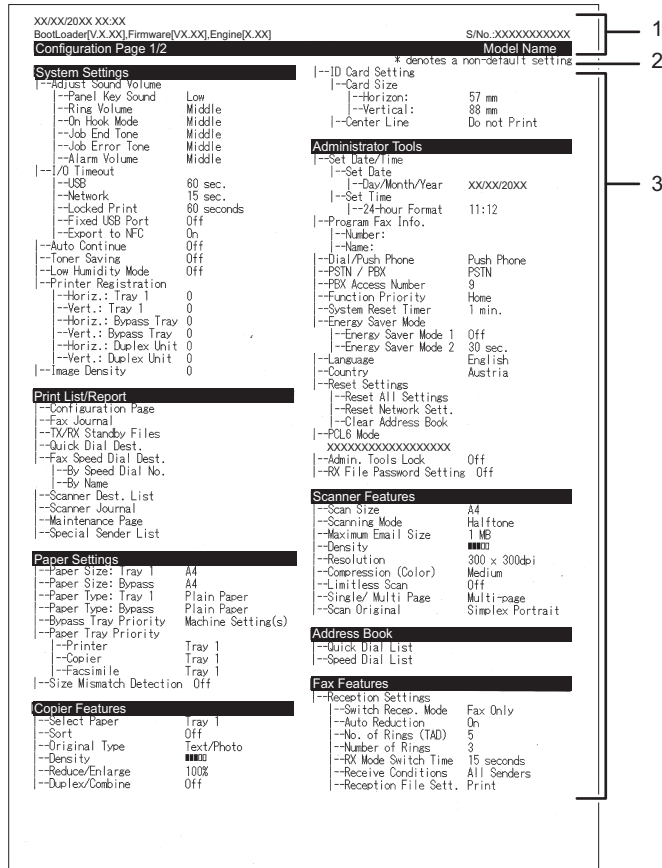 XX/XX/20XX XX:XX
BootLoader[V.X.XX],Firmware[VX.XX],Engine[X.XX] S/No.:XXXXXXXXXXX
Configuration Page 1/2 Model Name
1
* denotes a non-default setting
2
3
System Settings
|--Adjust Sound Volume
|--Panel Key Sound Low
|--Ring Volume Middle
|--On Hook Mode Middle
|--Job End Tone Middle
|--Job Error Tone Middle
|--Alarm Volume Middle
|--I/O Timeout
|--USB 60 sec.
|--Network 15 sec.
|--Locked Print 60 seconds
|--Fixed USB Port Off
|--Export to NFC On
|--Auto Continue Off
|--Toner Saving Off
|--Low Humidity Mode Off
|--Printer Registration
|--Horiz.: Tray 1 0
|--Vert.: Tray 1 0
|--Horiz.: Bypass Tray 0
|--Vert.: Bypass Tray 0
|--Horiz.: Duplex Unit 0
|--Vert.: Duplex Unit 0
|--Image Density 0
Print List/Report
|--Configuration Page
|--Fax Journal
|--TX/RX Standby Files
|--Quick Dial Dest.
|--Fax Speed Dial Dest.
|--By Speed Dial No.
|--By Name
|--Scanner Dest. List
|--Scanner Journal
|--Maintenance Page
|--Special Sender List
Paper Settings
|--Paper Size: Tray 1 A4
|--Paper Size: Bypass A4
|--Paper Type: Tray 1 Plain Paper
|--Paper Type: Bypass Plain Paper
|--Bypass Tray Priority Machine Setting(s)
|--Paper Tray Priority
|--Printer Tray 1
|--Copier Tray 1
|--Facsimile Tray 1
|--Size Mismatch Detection Off
Copier Features
|--Select Paper Tray 1
|--Sort Off
|--Original Type Text/Photo
|--Density
|--Reduce/Enlarge 100%
|--Duplex/Combine Off
|--ID Card Setting
|--Card Size
|--Horizon: 57 mm
|--Vertical: 88 mm
|--Center Line Do not Print
Administrator Tools
|--Set Date/Time
|--Set Date
|--Day/Month/Year XX/XX/20XX
|--Set Time
|--24-hour Format 11:12
|--Program Fax Info.
|--Number:
|--Name:
|--Dial/Push Phone Push Phone
|--PSTN / PBX PSTN
|--PBX Access Number 9
|--Function Priority Home
|--System Reset Timer 1 min.
|--Energy Saver Mode
|--Energy Saver Mode 1 Off
|--Energy Saver Mode 2 30 sec.
|--Language English
|--Country Austria
|--Reset Settings
|--Reset All Settings
|--Reset Network Sett.
|--Clear Address Book
|--PCL6 Mode
XXXXXXXXXXXXXXXXXX
|--Admin. Tools Lock Off
|--RX File Password Setting Off
Scanner Features
|--Scan Size A4
|--Scanning Mode Halftone
|--Maximum Email Size 1 MB
|--Density
|--Resolution 300 x 300dpi
|--Compression (Color) Medium
|--Limitless Scan Off
|--Single/ Multi Page Multi-page
|--Scan Original Simplex Portrait
Address Book
|--Quick Dial List
|--Speed Dial List
Fax Features
|--Reception Settings
|--Switch Recep. Mode Fax Only
|--Auto Reduction On
|--No. of Rings (TAD) 5
|--Number of Rings 3
|--RX Mode Switch Time 15 seconds
|--Receive Conditions All Senders
|--Reception File Sett. Print